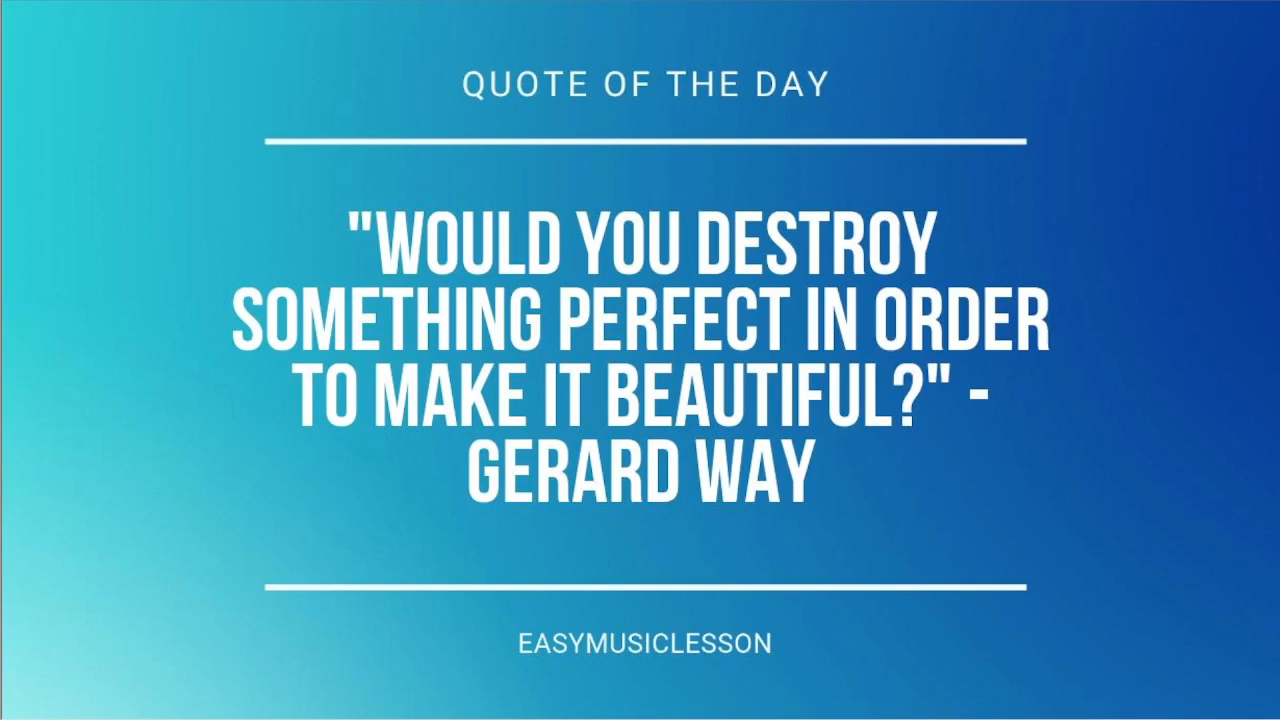 QUOTE OF THE DAY
"WOULD YOU DESTROY
SOMETHING PERFECT IN ORDER
TO MAKE IT BEAUTIFUL?" -
GERARD WAY
EASYMUSICLESSON